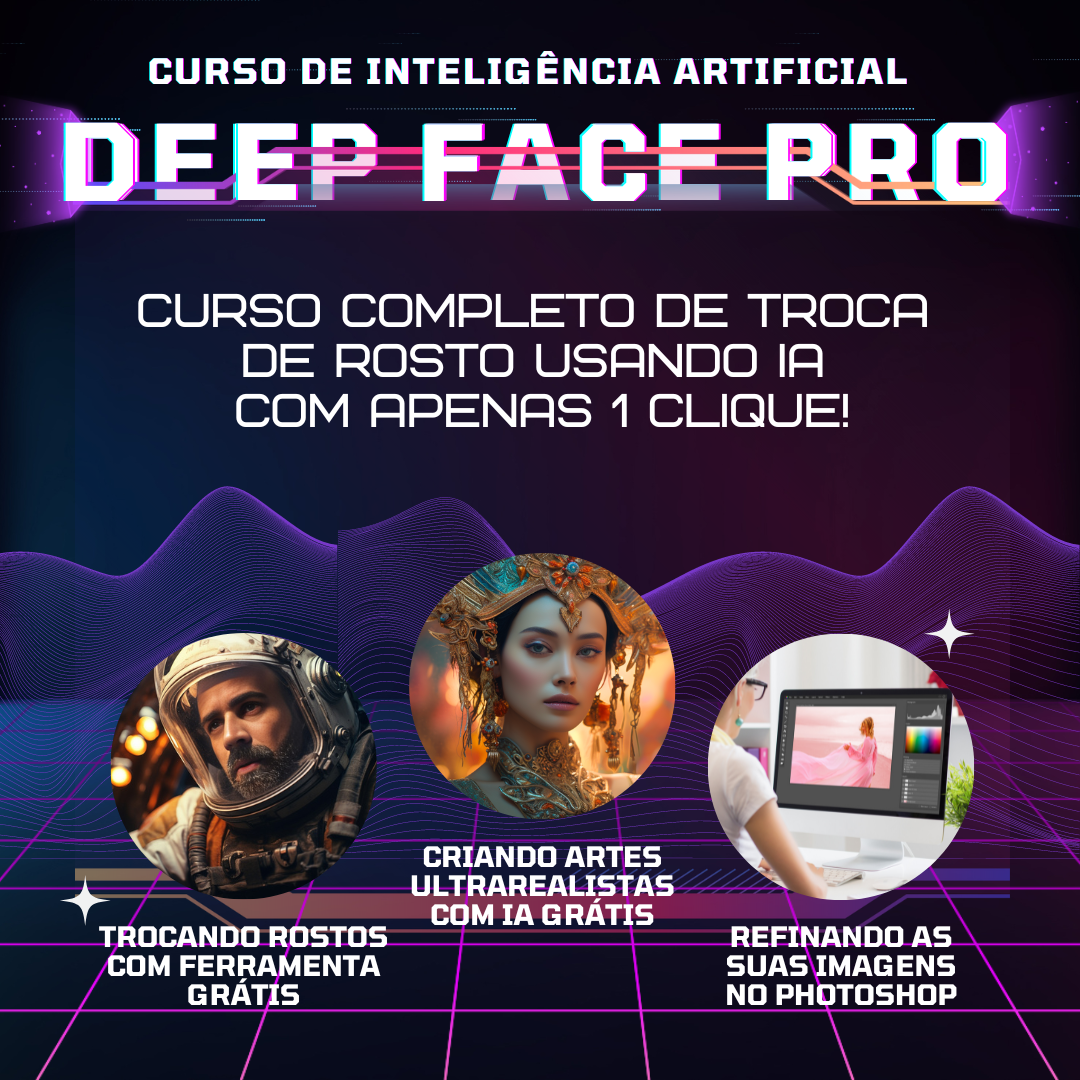 CURSO DE INTELIGÊNCIA ARTIFICIAL
DEEP FACE PRO
CURSO COMPLETO DE TROCA
DE ROSTO USANDO IA
COM APENAS 1 CLIQUE!
TROCANDO ROSTOS
COM FERRAMENTA
GRÁTIS
CRIANDO ARTES
ULTRAREALISTAS
COM IA GRÁTIS
REFINANDO AS
SUAS IMAGENS
NO PHOTOSHOP